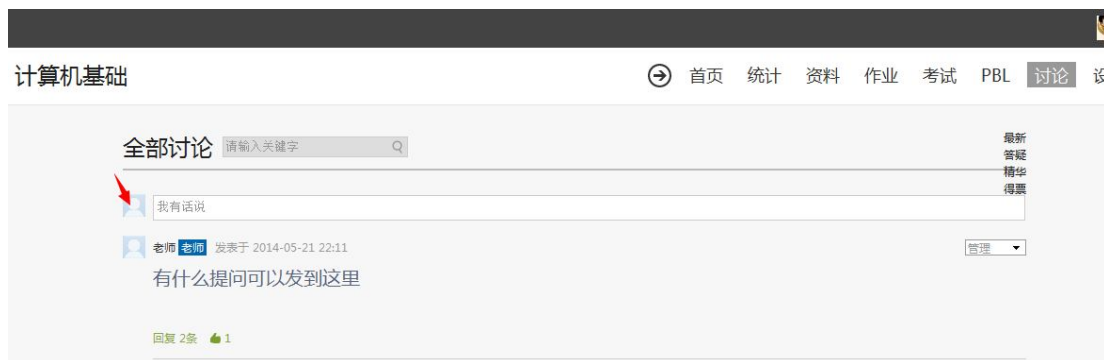 计算机基础
首页 统计 资料 作业 考试 PBL 讨论
全部讨论 请输入关键字
最新
答疑
精华
得票
我有话说
老师 老师 发表于 2014-05-21 22:11
管理
有什么提问可以发到这里
回复 2条 1